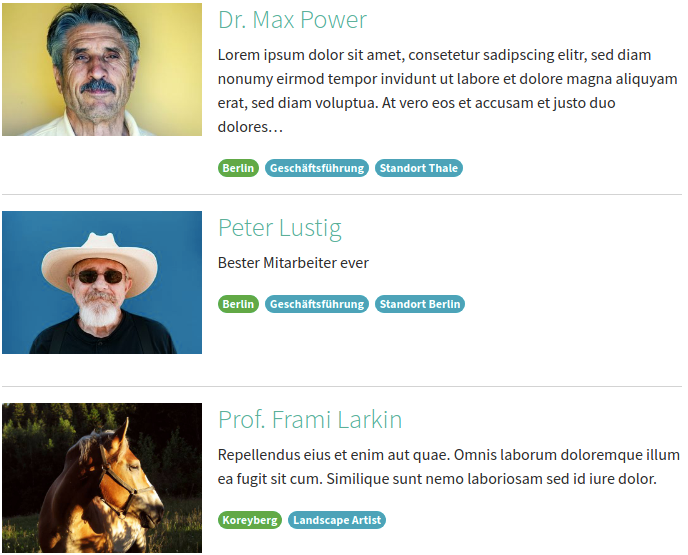 Dr. Max Power
Lorem ipsum dolor sit amet, consetetur sadipscing elitr, sed diam
nonumy eirmod tempor invidunt ut labore et dolore magna aliquyam
erat, sed diam voluptua. At vero eos et accusam et justo duo
dolores…
Berlin Geschäftsführung Standort Thale
Peter Lustig
Bester Mitarbeiter ever
Berlin Geschäftsführung Standort Berlin
Prof. Frami Larkin
Repellendus eius et enim aut quae. Omnis laborum doloremque illum
ea fugit sit cum. Similique sunt nemo laboriosam sed id iure dolor.
Koreyberg Landscape Artist